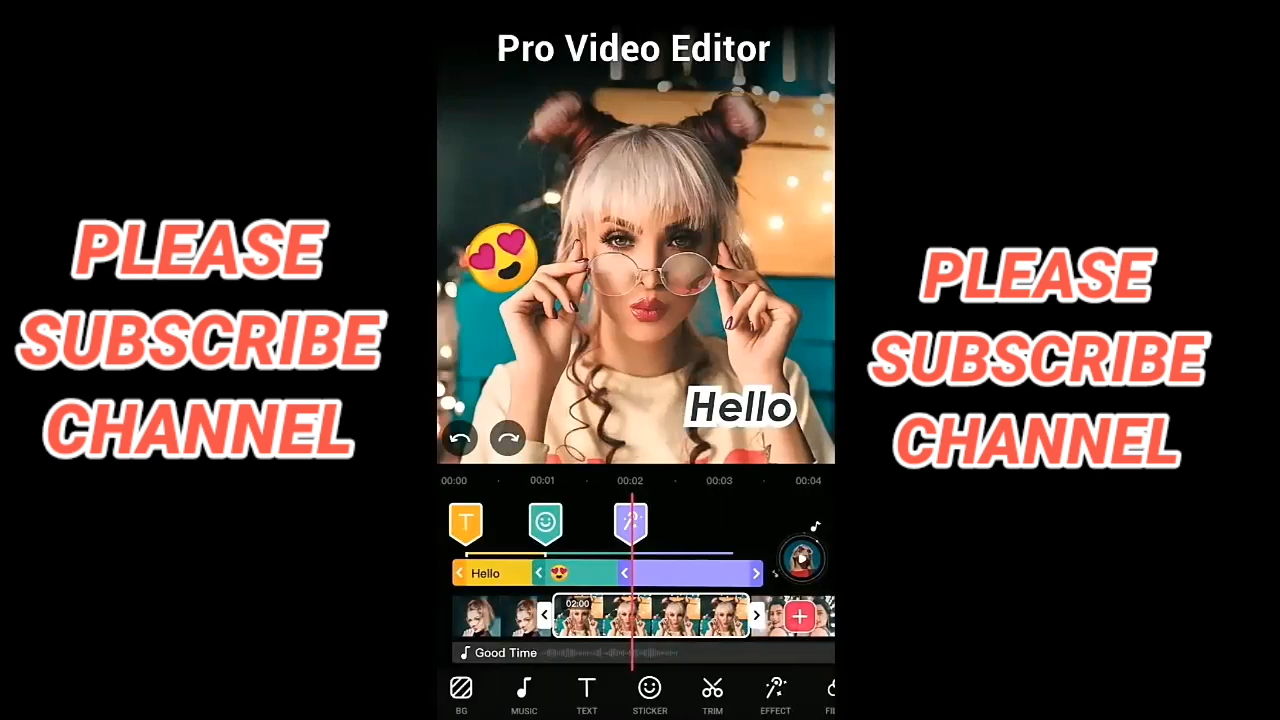 Pro Video Editor
PLEASE
SUBSCRIBE
CHANNEL
PLEASE
SUBSCRIBE
CHANNEL
Hello
00:00 00:01 00:02 00:03 00:04
T
Hello
02:00
Good Time
BG MUSIC TEXT STICKER TRIM EFFECT